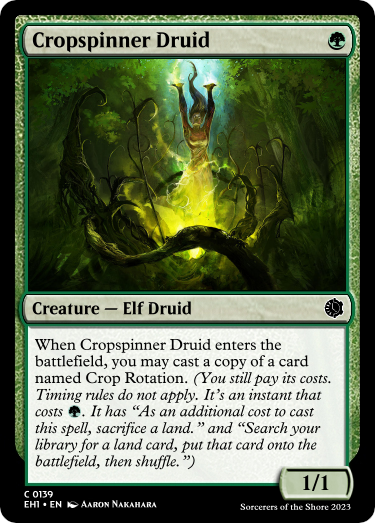 Cropspinner Druid
Creature — Elf Druid
When Cropspinner Druid enters the
battlefield, you may cast a copy of a card
named Crop Rotation. (You still pay its costs.
Timing rules do not apply. It's an instant that
costs . It has “As an additional cost to cast
this spell, sacrifice a land.” and “Search your
library for a land card, put that card onto the
battlefield, then shuffle.”)
1/1
C 0139
EH1 • EN Aaron Nakahara
Sorcerers of the Shore 2023